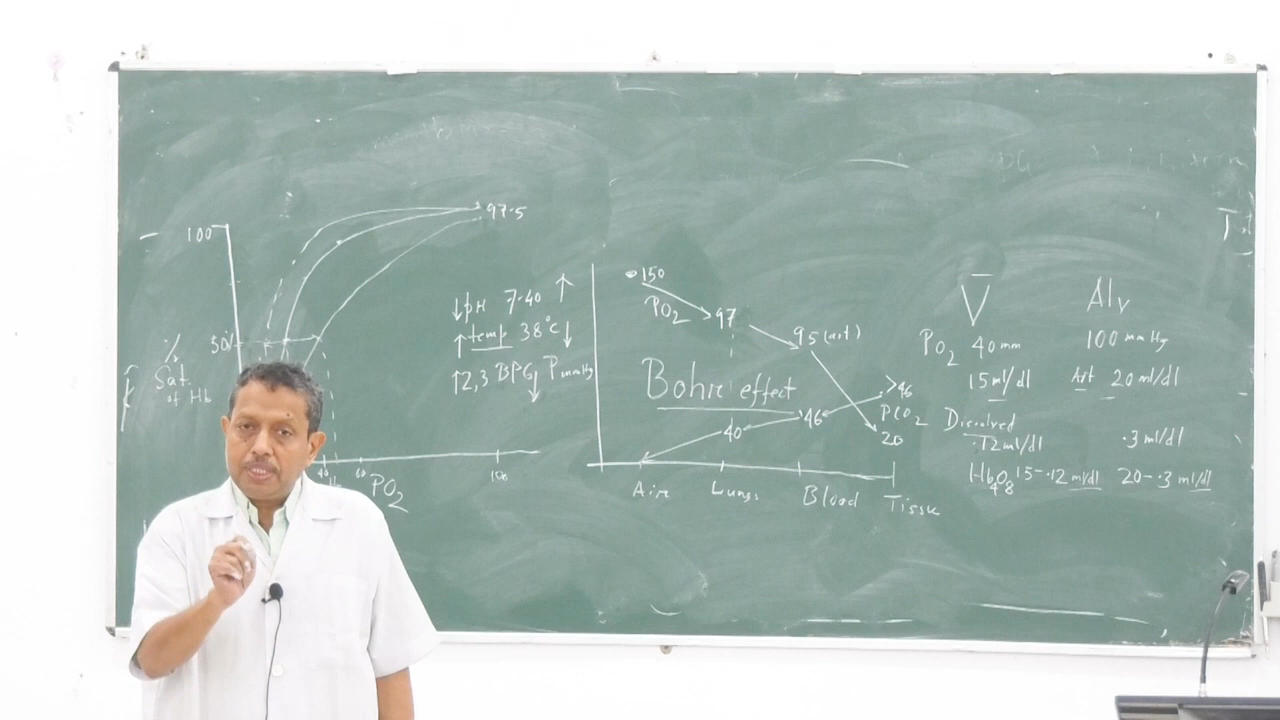 97.5
100
50
%
Sat.
of Hb
40
60
100
PO2
↓pH 7.40 ↑
↑temp 38°C ↓
↑2,3 BPG↓ P mmHg
150
PO2
97
95 (art)
Bohr effect
>46
PCO2
46
40
20
Air Lungs Blood Tissue
V̄ Alv
PO2 40mm 100 mm Hg
15 ml/dl Art 20 ml/dl
Dissolved
.12 ml/dl .3 ml/dl
Hb4O8 15-.12 ml/dl 20-.3 ml/dl